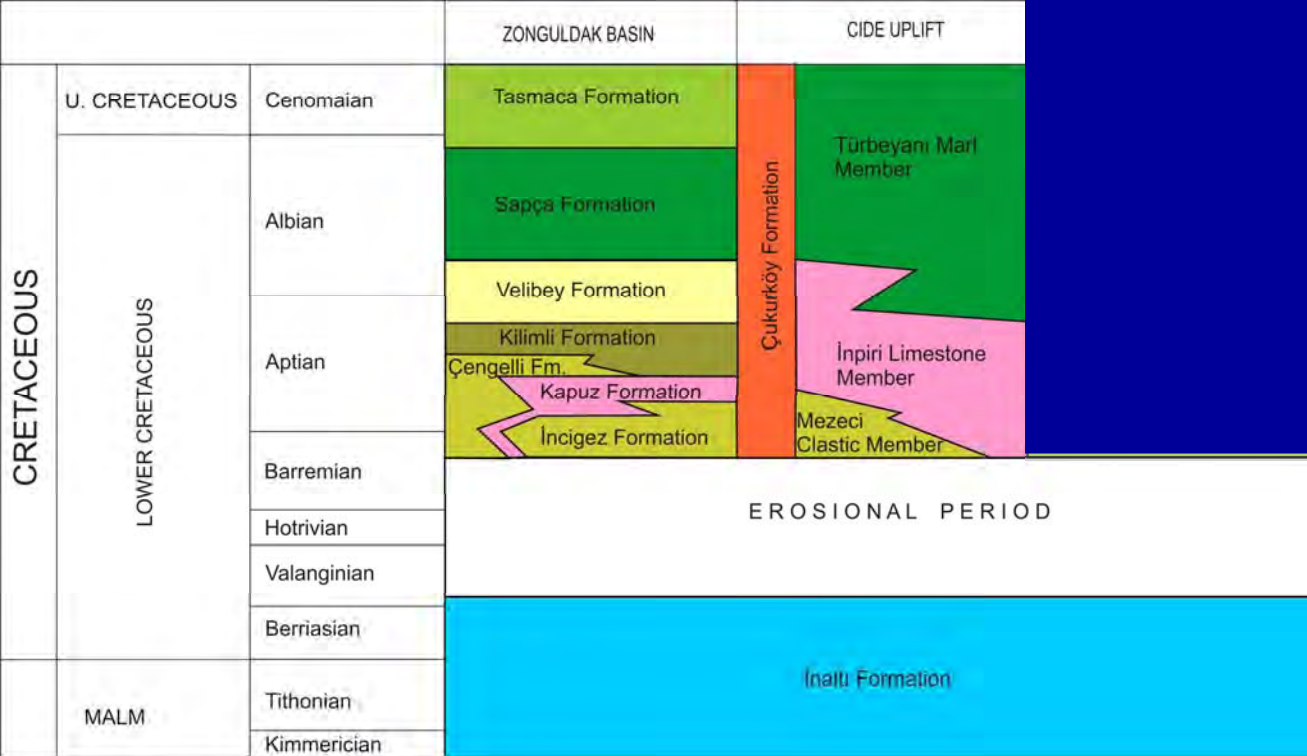 ZONGULDAK BASIN
CIDE UPLIFT
CRETACEOUS
U. CRETACEOUS
LOWER CRETACEOUS
MALM
Cenomaian
Albian
Aptian
Barremian
Hotrivian
Valanginian
Berriasian
Tithonian
Kimmerician
Tasmaca Formation
Sapça Formation
Velibey Formation
Kilimli Formation
Çengelli Fm.
Kapuz Formation
İncigez Formation
Çukurköy Formation
Türbeyanı Marl
Member
İnpiri Limestone
Member
Mezeci
Clastic Member
EROSIONAL PERIOD
İnaltı Formation